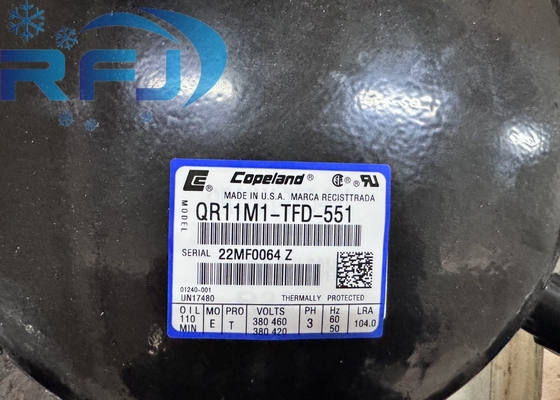 RFJ
Copeland®
MADE IN U.S.A. MARCA REGISTTRADA
MODEL QR11M1-TFD-551
SERIAL 22MF0064 Z
01240-001
UN17480 THERMALLY PROTECTED
OIL MO PRO VOLTS PH Hz LRA
110 E T 380 460 3 60 104.0
MIN 380 420 50